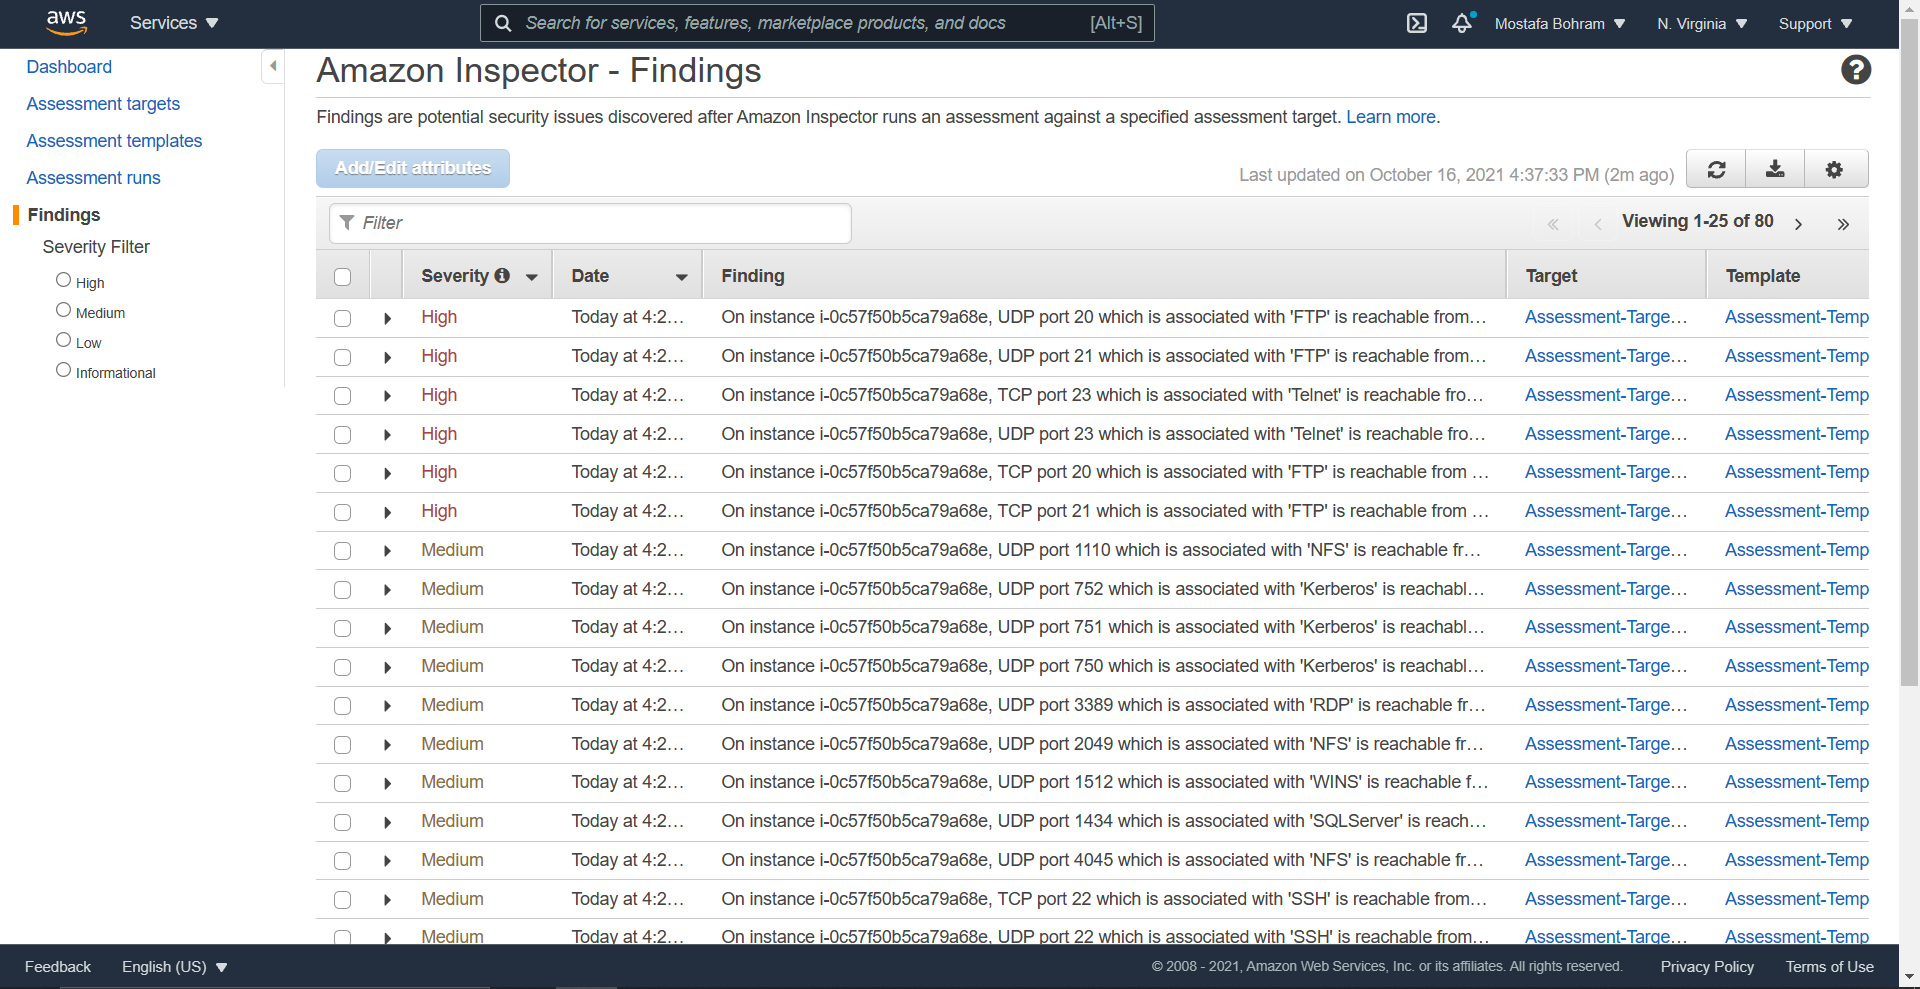 aws Services Search for services, features, marketplace products, and docs [Alt+S] Mostafa Bohram N. Virginia Support
Dashboard
Assessment targets
Assessment templates
Assessment runs
Findings
Severity Filter
High
Medium
Low
Informational
Amazon Inspector - Findings
Findings are potential security issues discovered after Amazon Inspector runs an assessment against a specified assessment target. Learn more.
Add/Edit attributes
Last updated on October 16, 2021 4:37:33 PM (2m ago)
Filter
Viewing 1-25 of 80
Severity Date Finding Target Template
High Today at 4:2... On instance i-0c57f50b5ca79a68e, UDP port 20 which is associated with 'FTP' is reachable from... Assessment-Targe... Assessment-Temp
High Today at 4:2... On instance i-0c57f50b5ca79a68e, UDP port 21 which is associated with 'FTP' is reachable from... Assessment-Targe... Assessment-Temp
High Today at 4:2... On instance i-0c57f50b5ca79a68e, TCP port 23 which is associated with 'Telnet' is reachable fro... Assessment-Targe... Assessment-Temp
High Today at 4:2... On instance i-0c57f50b5ca79a68e, UDP port 23 which is associated with 'Telnet' is reachable fro... Assessment-Targe... Assessment-Temp
High Today at 4:2... On instance i-0c57f50b5ca79a68e, TCP port 20 which is associated with 'FTP' is reachable from ... Assessment-Targe... Assessment-Temp
High Today at 4:2... On instance i-0c57f50b5ca79a68e, TCP port 21 which is associated with 'FTP' is reachable from ... Assessment-Targe... Assessment-Temp
Medium Today at 4:2... On instance i-0c57f50b5ca79a68e, UDP port 1110 which is associated with 'NFS' is reachable fr... Assessment-Targe... Assessment-Temp
Medium Today at 4:2... On instance i-0c57f50b5ca79a68e, UDP port 752 which is associated with 'Kerberos' is reachabl... Assessment-Targe... Assessment-Temp
Medium Today at 4:2... On instance i-0c57f50b5ca79a68e, UDP port 751 which is associated with 'Kerberos' is reachabl... Assessment-Targe... Assessment-Temp
Medium Today at 4:2... On instance i-0c57f50b5ca79a68e, UDP port 750 which is associated with 'Kerberos' is reachabl... Assessment-Targe... Assessment-Temp
Medium Today at 4:2... On instance i-0c57f50b5ca79a68e, UDP port 3389 which is associated with 'RDP' is reachable fr... Assessment-Targe... Assessment-Temp
Medium Today at 4:2... On instance i-0c57f50b5ca79a68e, UDP port 2049 which is associated with 'NFS' is reachable fr... Assessment-Targe... Assessment-Temp
Medium Today at 4:2... On instance i-0c57f50b5ca79a68e, UDP port 1512 which is associated with 'WINS' is reachable f... Assessment-Targe... Assessment-Temp
Medium Today at 4:2... On instance i-0c57f50b5ca79a68e, UDP port 1434 which is associated with 'SQLServer' is reach... Assessment-Targe... Assessment-Temp
Medium Today at 4:2... On instance i-0c57f50b5ca79a68e, UDP port 4045 which is associated with 'NFS' is reachable fr... Assessment-Targe... Assessment-Temp
Medium Today at 4:2... On instance i-0c57f50b5ca79a68e, TCP port 22 which is associated with 'SSH' is reachable from... Assessment-Targe... Assessment-Temp
Medium Today at 4:2... On instance i-0c57f50b5ca79a68e, UDP port 22 which is associated with 'SSH' is reachable from... Assessment-Targe... Assessment-Temp
Feedback English (US) © 2008 - 2021, Amazon Web Services, Inc. or its affiliates. All rights reserved. Privacy Policy Terms of Use